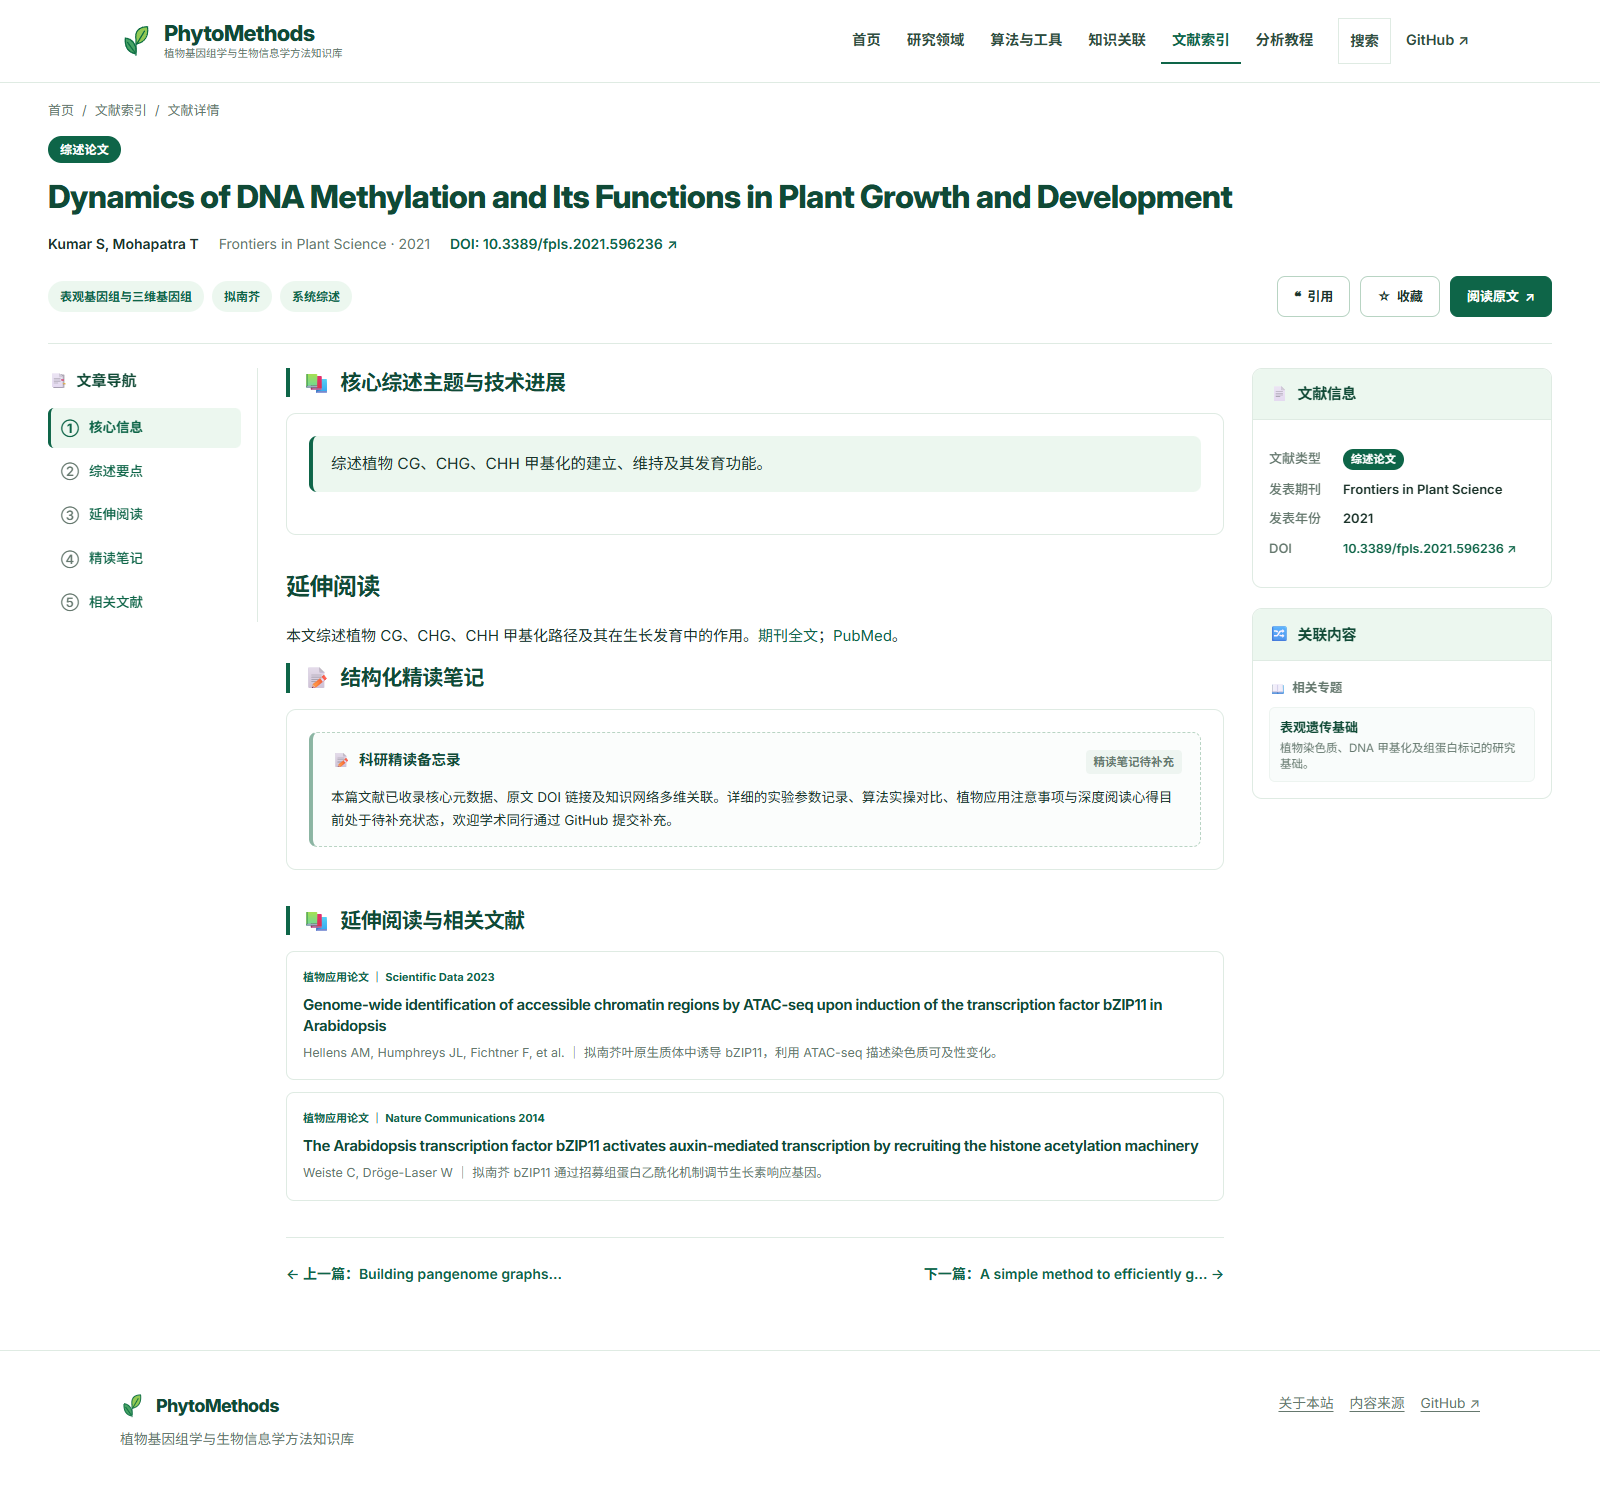 PhytoMethods
植物基因组学与生物信息学方法知识库
首页 研究领域 算法与工具 知识关联 文献索引 分析教程 搜索 GitHub ↗
首页 / 文献索引 / 文献详情
综述论文
Dynamics of DNA Methylation and Its Functions in Plant Growth and Development
Kumar S, Mohapatra T Frontiers in Plant Science · 2021 DOI: 10.3389/fpls.2021.596236 ↗
表观基因组与三维基因组 拟南芥 系统综述
❝ 引用 ☆ 收藏 阅读原文 ↗
文章导航
① 核心信息
② 综述要点
③ 延伸阅读
④ 精读笔记
⑤ 相关文献
核心综述主题与技术进展
综述植物 CG、CHG、CHH 甲基化的建立、维持及其发育功能。
延伸阅读
本文综述植物 CG、CHG、CHH 甲基化路径及其在生长发育中的作用。期刊全文；PubMed。
结构化精读笔记
科研精读备忘录 精读笔记待补充
本篇文献已收录核心元数据、原文 DOI 链接及知识网络多维关联。详细的实验参数记录、算法实操对比、植物应用注意事项与深度阅读心得目
前处于待补充状态，欢迎学术同行通过 GitHub 提交补充。
延伸阅读与相关文献
植物应用论文 | Scientific Data 2023
Genome-wide identification of accessible chromatin regions by ATAC-seq upon induction of the transcription factor bZIP11 in
Arabidopsis
Hellens AM, Humphreys JL, Fichtner F, et al. | 拟南芥叶原生质体中诱导 bZIP11，利用 ATAC-seq 描述染色质可及性变化。
植物应用论文 | Nature Communications 2014
The Arabidopsis transcription factor bZIP11 activates auxin-mediated transcription by recruiting the histone acetylation machinery
Weiste C, Dröge-Laser W | 拟南芥 bZIP11 通过招募组蛋白乙酰化机制调节生长素响应基因。
← 上一篇：Building pangenome graphs... 下一篇：A simple method to efficiently g... →
文献信息
文献类型 综述论文
发表期刊 Frontiers in Plant Science
发表年份 2021
DOI 10.3389/fpls.2021.596236 ↗
关联内容
相关专题
表观遗传基础
植物染色质、DNA 甲基化及组蛋白标记的研究
基础。
PhytoMethods
植物基因组学与生物信息学方法知识库
关于本站 内容来源 GitHub ↗